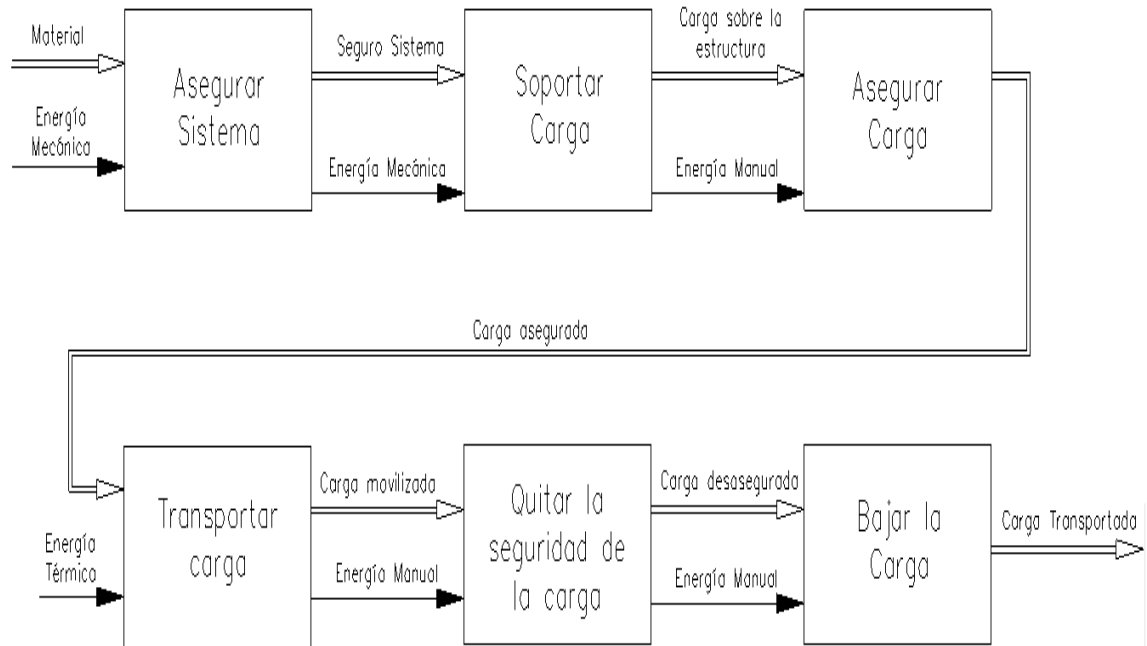 Material
Energía
Mecánica
Asegurar
Sistema
Seguro Sistema
Energía Mecánica
Soportar
Carga
Carga sobre la
estructura
Energía Manual
Asegurar
Carga
Carga asegurada
Energía
Térmica
Transportar
carga
Carga movilizada
Energía Manual
Quitar la
seguridad de
la carga
Carga desasegurada
Energía Manual
Bajar la
Carga
Carga Transportada